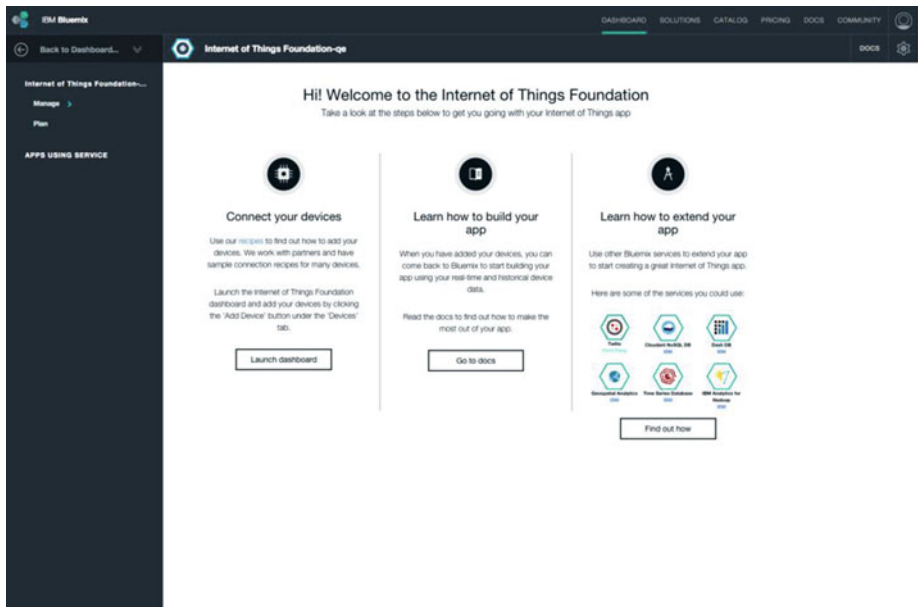 IBM Bluemix
DASHBOARD SOLUTIONS CATALOG PRICING DOCS COMMUNITY
Back to Dashboard...
Internet of Things Foundation-qe
DOCS
Internet of Things Foundation-...
Manage
Plan
APPS USING SERVICE
Hi! Welcome to the Internet of Things Foundation
Take a look at the steps below to get you going with your Internet of Things app
Connect your devices
Use our recipes to find out how to add your
devices. We work with partners and have
sample connection recipes for many devices.
Launch the Internet of Things Foundation
dashboard and add your devices by clicking
the 'Add Device' button under the 'Devices'
tab.
Launch dashboard
Learn how to build your
app
When you have added your devices, you can
come back to Bluemix to start building your
app using your real-time and historical device
data.
Read the docs to find out how to make the
most out of your app.
Go to docs
Learn how to extend your
app
Use other Bluemix services to extend your app
to start creating a great Internet of Things app.
Here are some of the services you could use:
Twilio
Cloudant NoSQL DB
IBM
Dash DB
IBM
Geospatial Analytics
IBM
Time Series Database
IBM
IBM Analytics for
Hadoop
IBM
Find out how